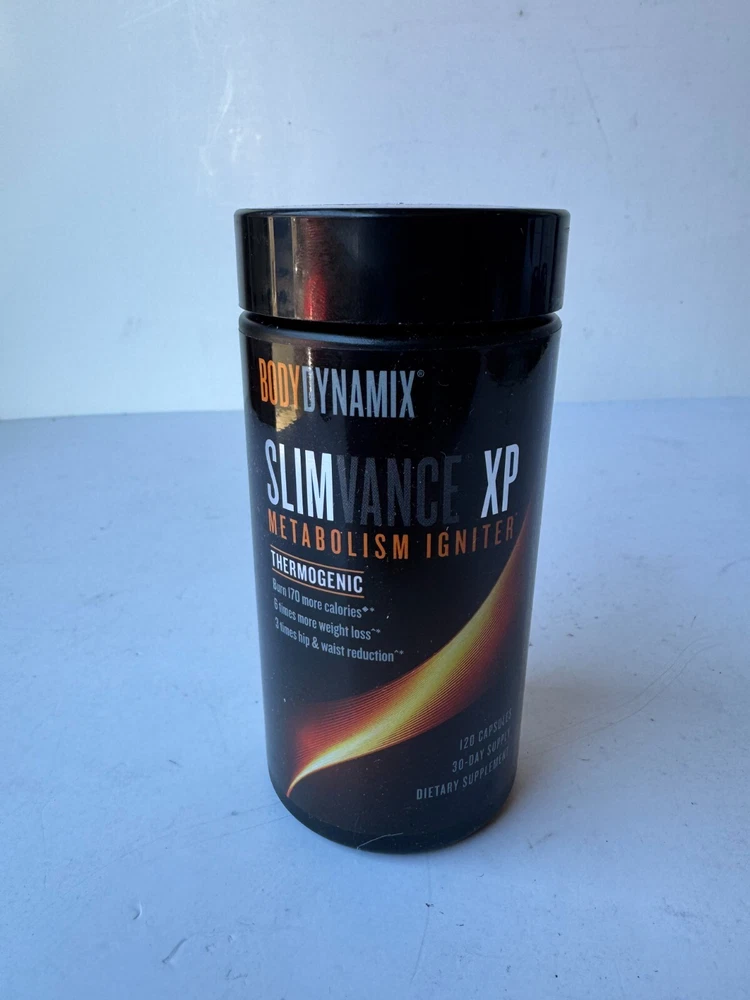 BODYDYNAMIX®
SLIMVANCE XP
METABOLISM IGNITER
THERMOGENIC
Burn 170 more calories◆*
6 times more weight loss^*
3 times hip & waist reduction^*
120 CAPSULES
30-DAY SUPPLY
DIETARY SUPPLEMENT